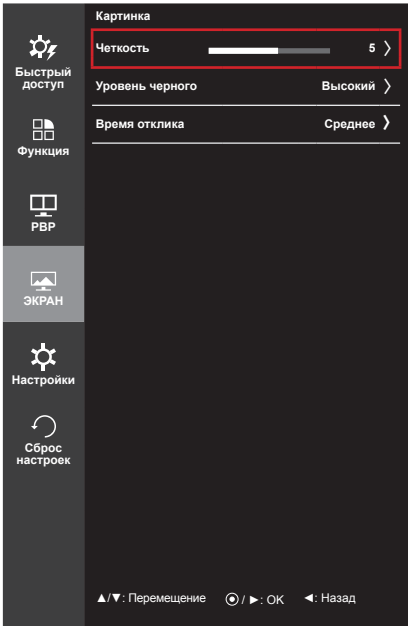 Картинка
Четкость 5 〉
Уровень черного Высокий 〉
Время отклика Среднее 〉
Быстрый
доступ
Функция
PBP
ЭКРАН
Настройки
Сброс
настроек
▲/▼: Перемещение ⦿ / ►: OK ◄: Назад